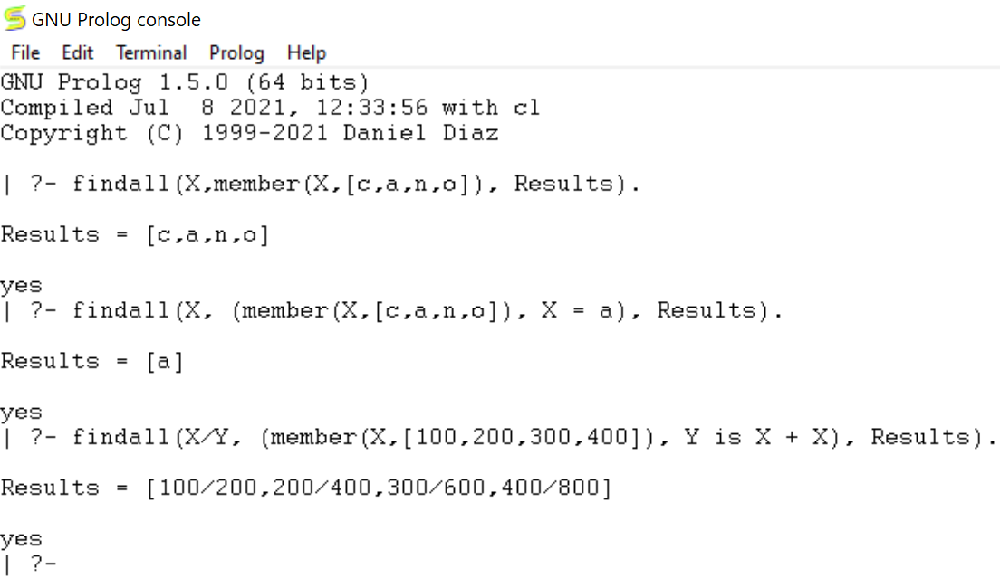 GNU Prolog console
File Edit Terminal Prolog Help
GNU Prolog 1.5.0 (64 bits)
Compiled Jul  8 2021, 12:33:56 with cl
Copyright (C) 1999-2021 Daniel Diaz
| ?- findall(X,member(X,[c,a,n,o]), Results).
Results = [c,a,n,o]
yes
| ?- findall(X, (member(X,[c,a,n,o]), X = a), Results).
Results = [a]
yes
| ?- findall(X/Y, (member(X,[100,200,300,400]), Y is X + X), Results).
Results = [100/200,200/400,300/600,400/800]
yes
| ?-